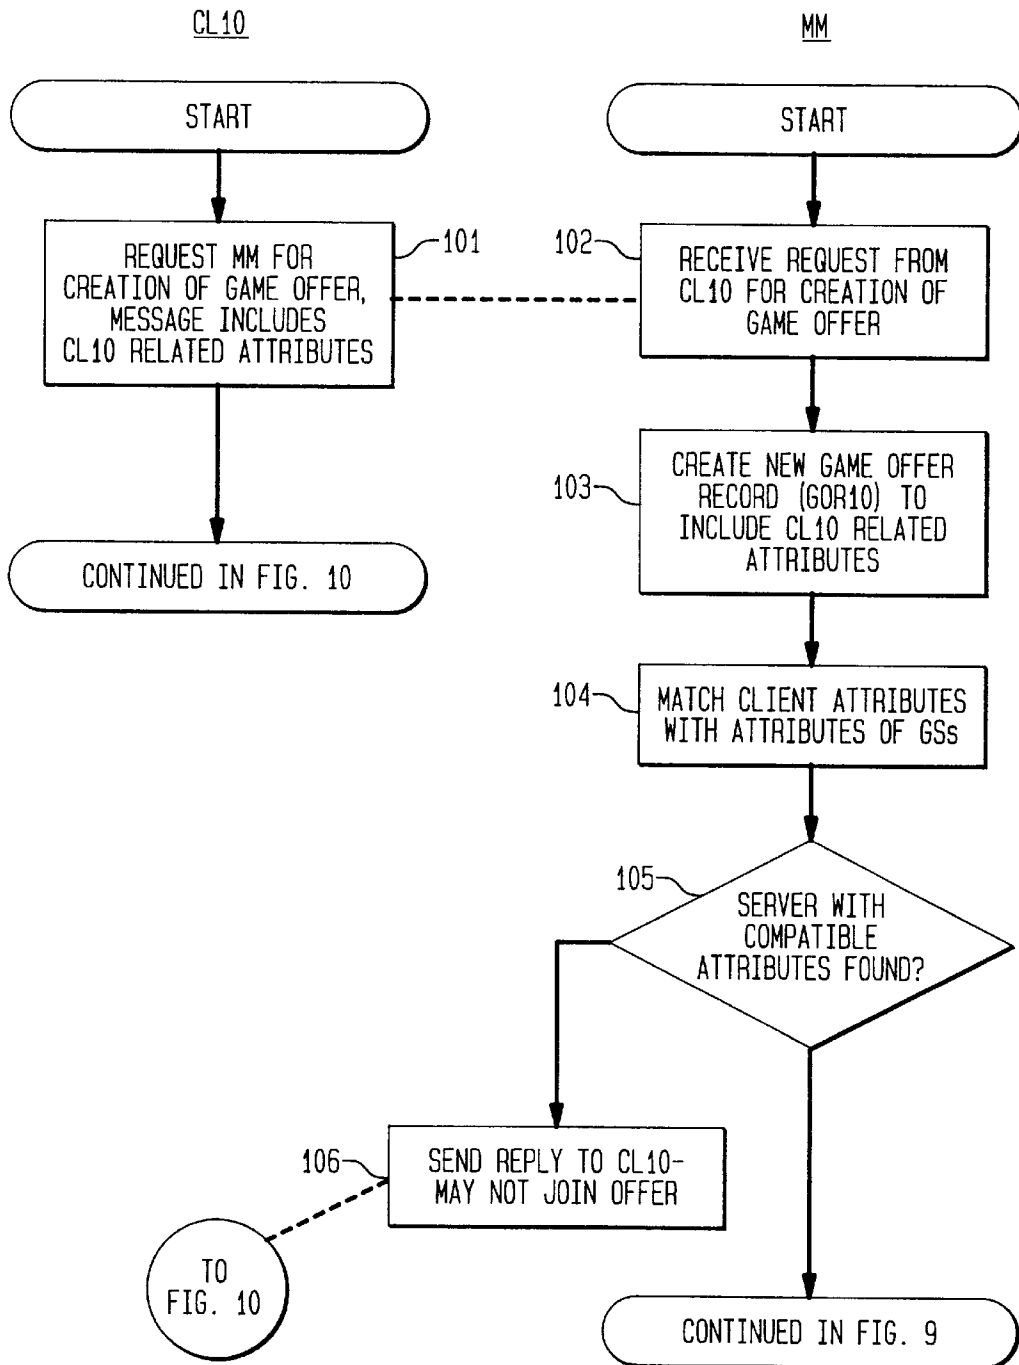 CL10
START
101
REQUEST MM FOR
CREATION OF GAME OFFER,
MESSAGE INCLUDES
CL10 RELATED ATTRIBUTES
CONTINUED IN FIG. 10
MM
START
102
RECEIVE REQUEST FROM
CL10 FOR CREATION OF
GAME OFFER
103
CREATE NEW GAME OFFER
RECORD (GOR10) TO
INCLUDE CL10 RELATED
ATTRIBUTES
104
MATCH CLIENT ATTRIBUTES
WITH ATTRIBUTES OF GSs
105
SERVER WITH
COMPATIBLE
ATTRIBUTES FOUND?
106
SEND REPLY TO CL10-
MAY NOT JOIN OFFER
TO
FIG. 10
CONTINUED IN FIG. 9